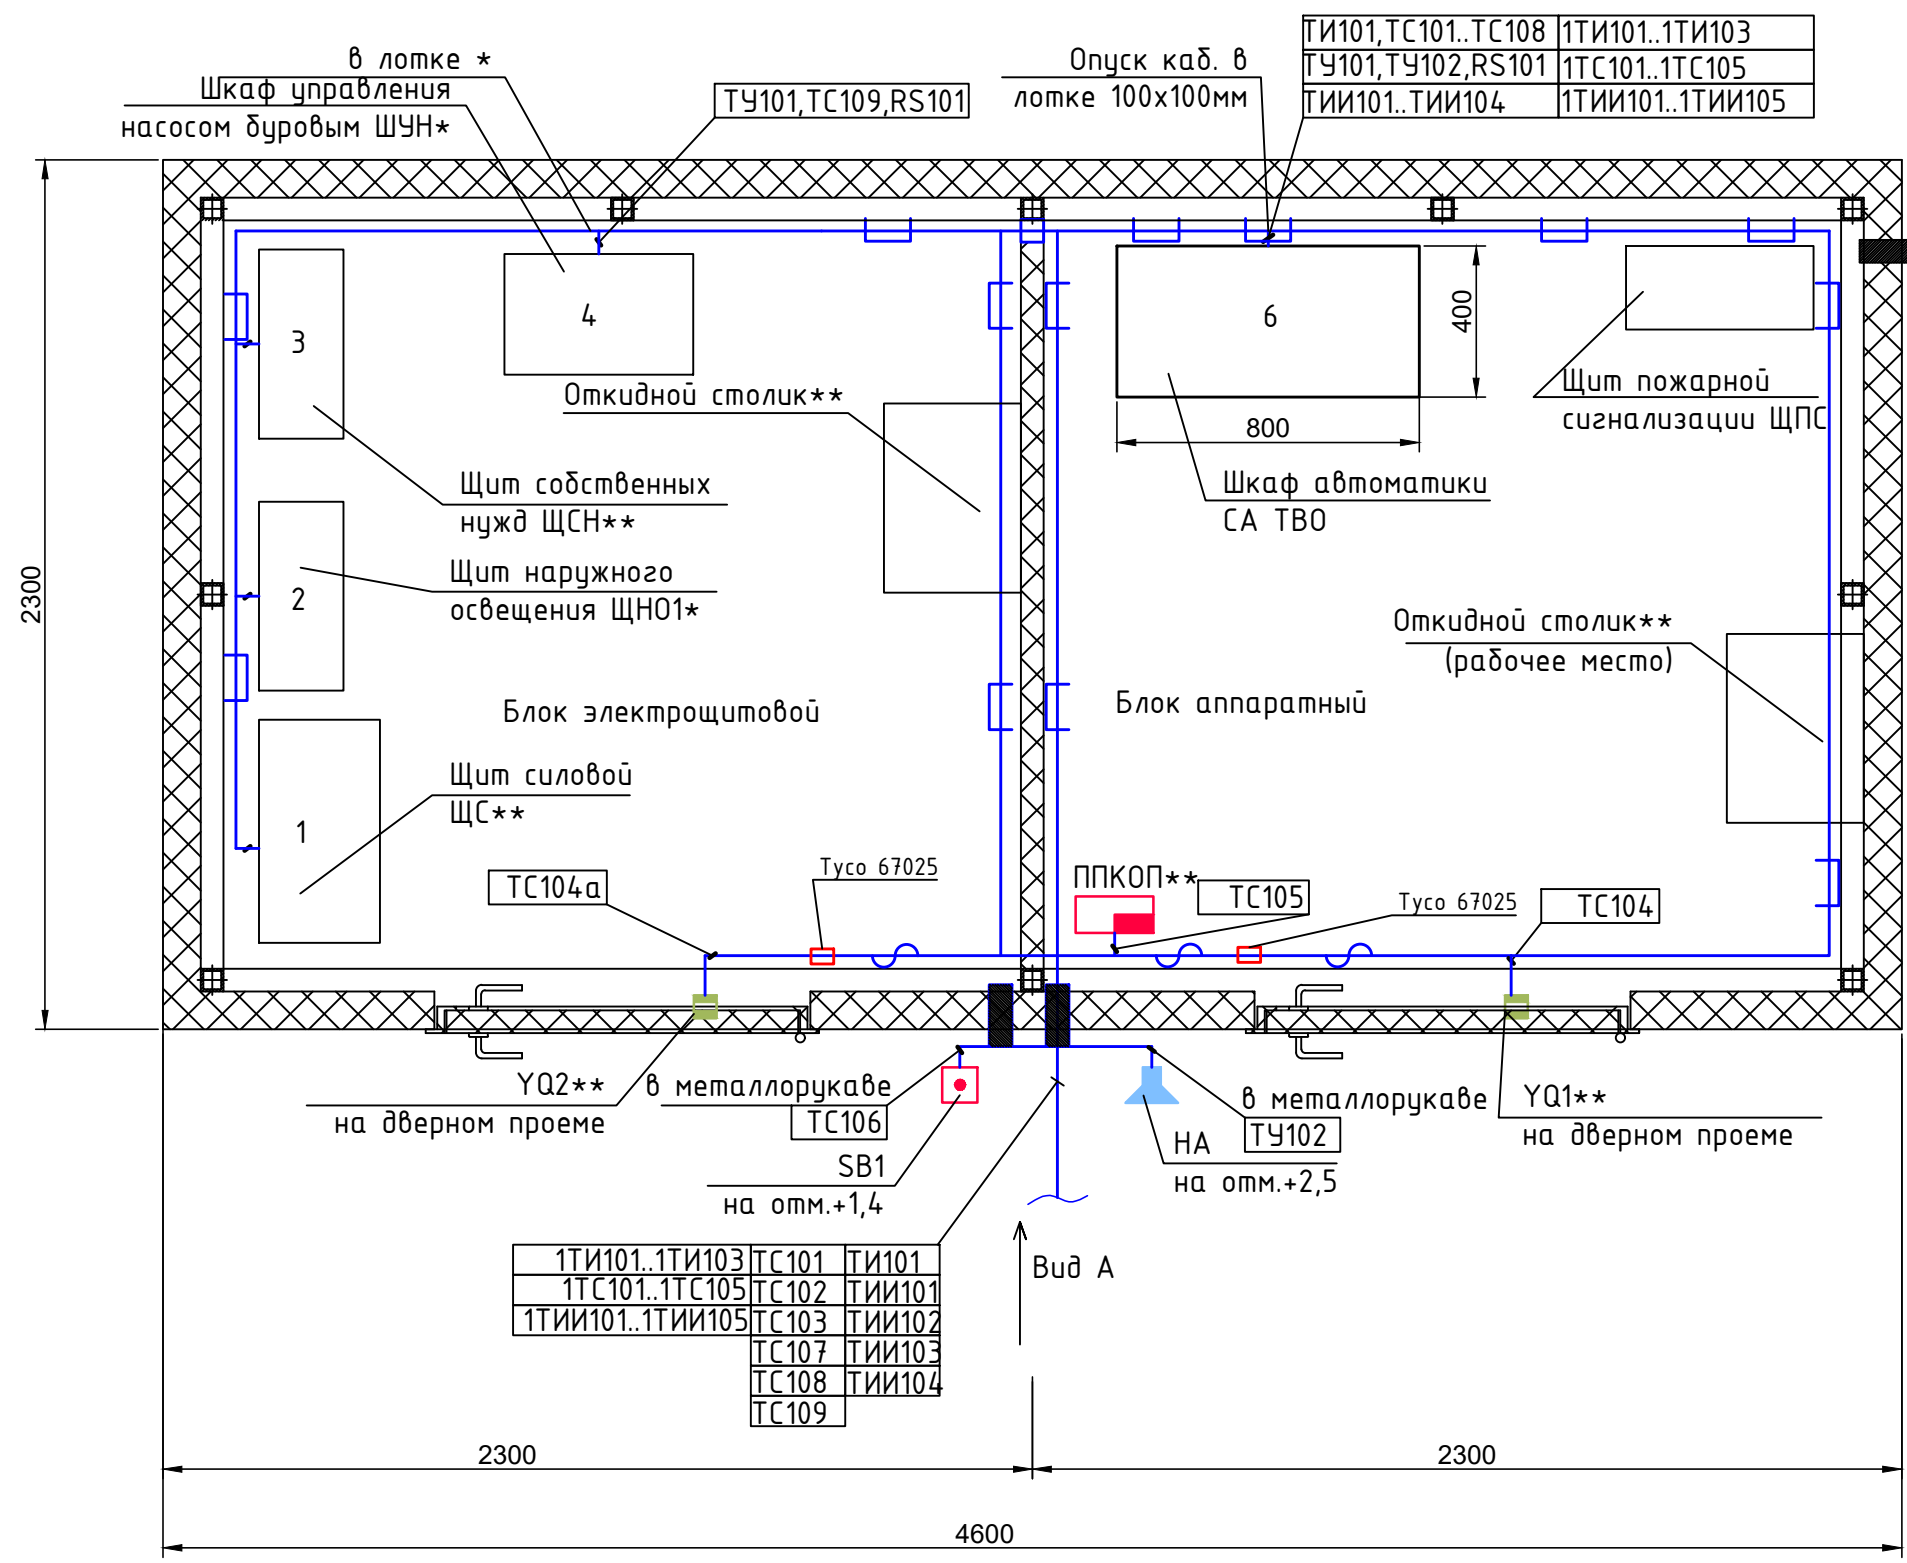 в лотке *
Шкаф управления
насосом буровым ШУН*
ТУ101,ТС109,RS101
Опуск каб. в
лотке 100х100мм
ТИ101,ТС101..ТС108 1ТИ101..1ТИ103
ТУ101,ТУ102,RS101 1ТС101..1ТС105
ТИИ101..ТИИ104 1ТИИ101..1ТИИ105
3
4
6
400
800
Откидной столик**
Щит пожарной
сигнализации ЩПС
Щит собственных
нужд ЩСН**
Шкаф автоматики
СА ТВО
2300
2
Щит наружного
освещения ЩНО1*
Откидной столик**
(рабочее место)
Блок электрощитовой
Блок аппаратный
1
Щит силовой
ЩС**
ТС104а
Tyco 67025
ППКОП**
ТС105
Tyco 67025
ТС104
YQ2**
на дверном проеме
в металлорукаве
ТС106
SB1
на отм.+1,4
в металлорукаве
ТУ102
НА
на отм.+2,5
YQ1**
на дверном проеме
1ТИ101..1ТИ103 ТС101 ТИ101
1ТС101..1ТС105 ТС102 ТИИ101
1ТИИ101..1ТИИ105 ТС103 ТИИ102
ТС107 ТИИ103
ТС108 ТИИ104
ТС109
Вид А
2300
2300
4600